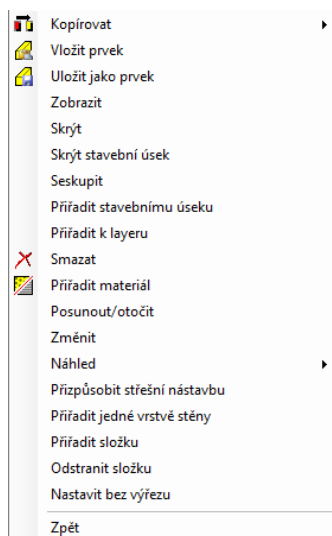 Kopírovat
Vložit prvek
Uložit jako prvek
Zobrazit
Skrýt
Skrýt stavební úsek
Seskupit
Přiřadit stavebnímu úseku
Přiřadit k layeru
Smazat
Přiřadit materiál
Posunout/otočit
Změnit
Náhled
Přizpůsobit střešní nástavbu
Přiřadit jedné vrstvě stěny
Přiřadit složku
Odstranit složku
Nastavit bez výřezu
Zpět